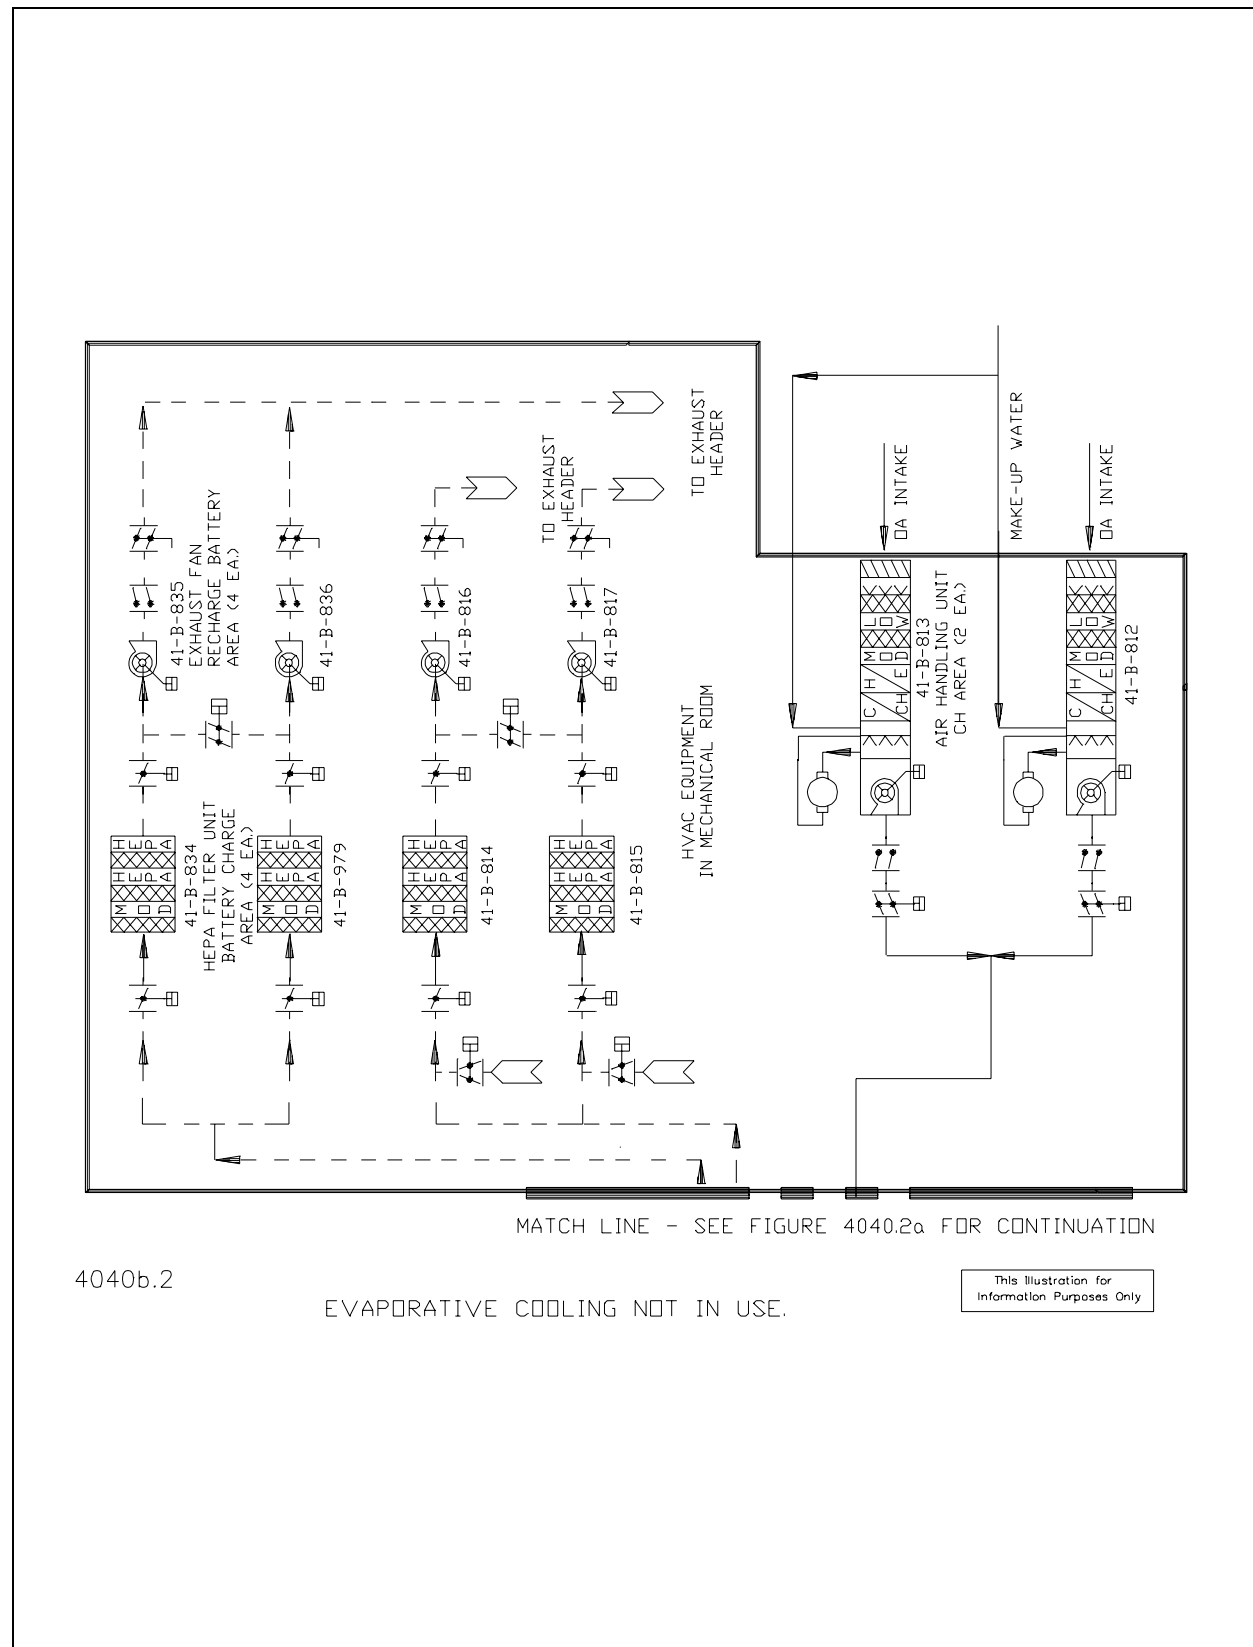 41-B-835
EXHAUST FAN
RECHARGE BATTERY
AREA (4 EA.)
41-B-836
41-B-816
41-B-817
TO EXHAUST
HEADER
TO EXHAUST
HEADER
MAKE-UP WATER
OA INTAKE
OA INTAKE
HEPA
MOD
HEPA
41-B-834
HEPA FILTER UNIT
BATTERY CHARGE
AREA (4 EA.)
HEPA
MOD
HEPA
41-B-979
HEPA
MOD
HEPA
41-B-814
HEPA
MOD
HEPA
41-B-815
HVAC EQUIPMENT
IN MECHANICAL ROOM
C
CH
H
E
MOD
LOW
41-B-813
AIR HANDLING UNIT
CH AREA (2 EA.)
C
CH
H
E
MOD
LOW
41-B-812
MATCH LINE - SEE FIGURE 4040.2a FOR CONTINUATION
4040b.2
EVAPORATIVE COOLING NOT IN USE.
This Illustration for
Information Purposes Only